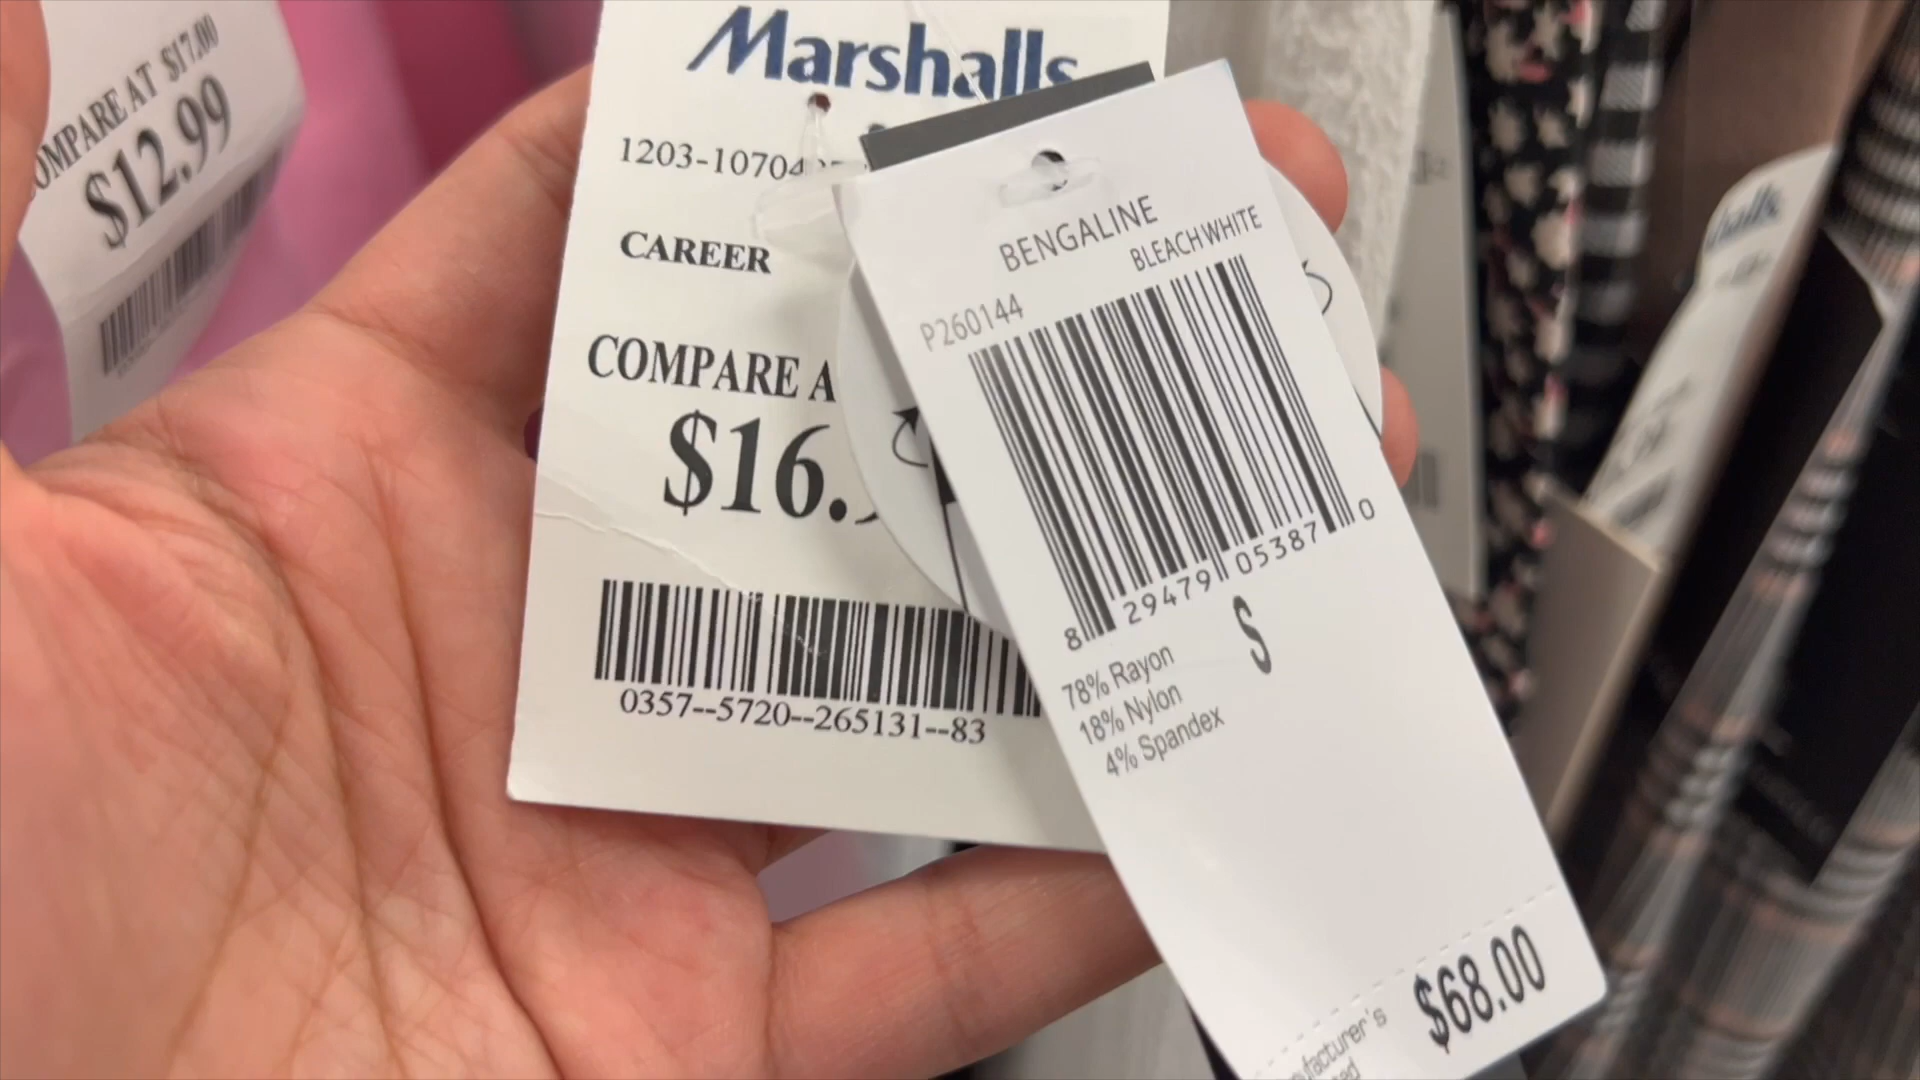 COMPARE AT $17.00
$12.99
Marshalls
1203-10704
CAREER
COMPARE A
$16.
0357--5720--265131--83
BENGALINE
BLEACH WHITE
P260144
8 29479 05387 0
S
78% Rayon
18% Nylon
4% Spandex
$68.00